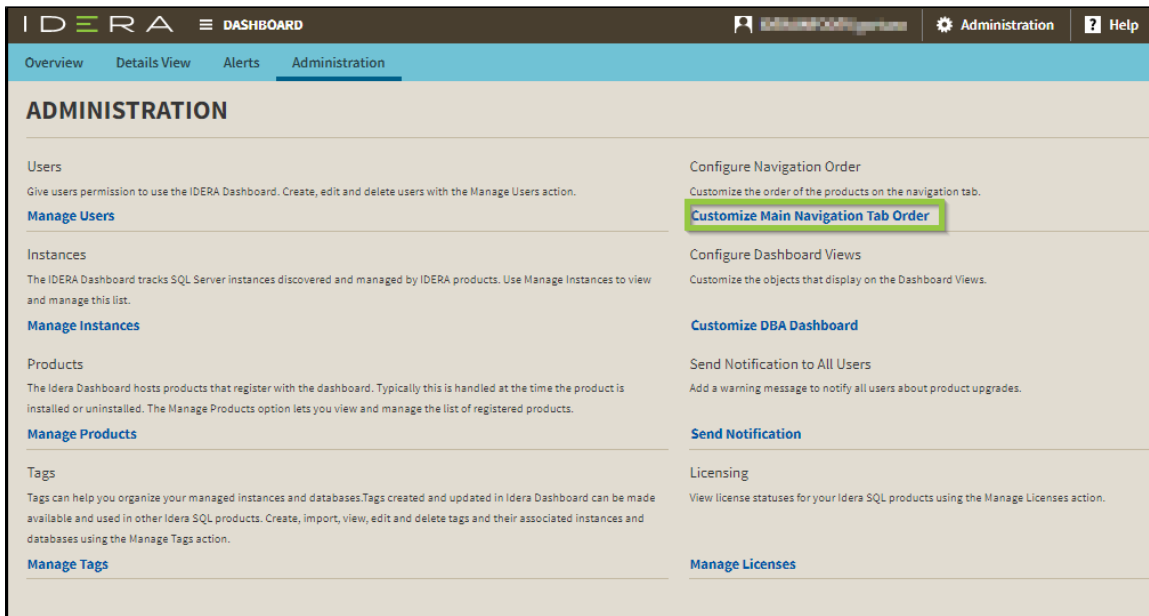 IDERA DASHBOARD
Administration
? Help
Overview Details View Alerts Administration
ADMINISTRATION
Users
Give users permission to use the IDERA Dashboard. Create, edit and delete users with the Manage Users action.
Manage Users
Instances
The IDERA Dashboard tracks SQL Server instances discovered and managed by IDERA products. Use Manage Instances to view
and manage this list.
Manage Instances
Products
The Idera Dashboard hosts products that register with the dashboard. Typically this is handled at the time the product is
installed or uninstalled. The Manage Products option lets you view and manage the list of registered products.
Manage Products
Tags
Tags can help you organize your managed instances and databases.Tags created and updated in Idera Dashboard can be made
available and used in other Idera SQL products. Create, import, view, edit and delete tags and their associated instances and
databases using the Manage Tags action.
Manage Tags
Configure Navigation Order
Customize the order of the products on the navigation tab.
Customize Main Navigation Tab Order
Configure Dashboard Views
Customize the objects that display on the Dashboard Views.
Customize DBA Dashboard
Send Notification to All Users
Add a warning message to notify all users about product upgrades.
Send Notification
Licensing
View license statuses for your Idera SQL products using the Manage Licenses action.
Manage Licenses